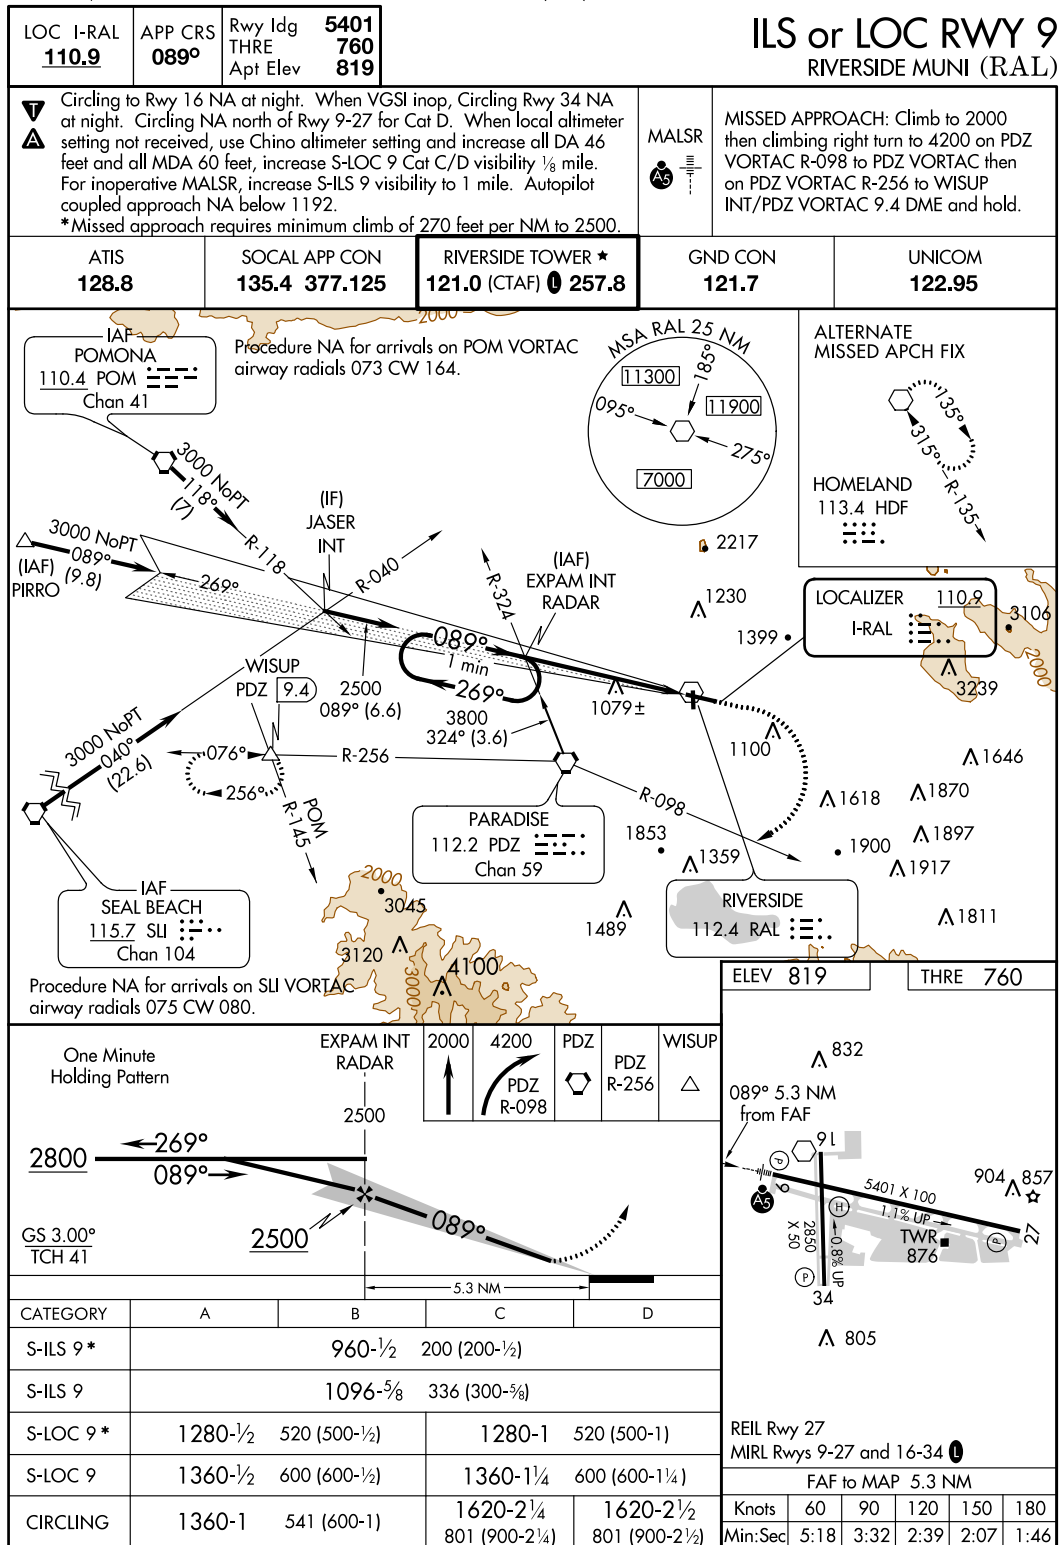 LOC I-RAL
110.9
APP CRS
089°
Rwy Idg 5401
THRE 760
Apt Elev 819
ILS or LOC RWY 9
RIVERSIDE MUNI (RAL)
T
A
Circling to Rwy 16 NA at night. When VGSI inop, Circling Rwy 34 NA
at night. Circling NA north of Rwy 9-27 for Cat D. When local altimeter
setting not received, use Chino altimeter setting and increase all DA 46
feet and all MDA 60 feet, increase S-LOC 9 Cat C/D visibility ⅛ mile.
For inoperative MALSR, increase S-ILS 9 visibility to 1 mile. Autopilot
coupled approach NA below 1192.
*Missed approach requires minimum climb of 270 feet per NM to 2500.
MALSR
A5
MISSED APPROACH: Climb to 2000
then climbing right turn to 4200 on PDZ
VORTAC R-098 to PDZ VORTAC then
on PDZ VORTAC R-256 to WISUP
INT/PDZ VORTAC 9.4 DME and hold.
ATIS
128.8
SOCAL APP CON
135.4 377.125
RIVERSIDE TOWER ★
121.0 (CTAF) L 257.8
GND CON
121.7
UNICOM
122.95
2000
IAF
POMONA
110.4 POM
Chan 41
Procedure NA for arrivals on POM VORTAC
airway radials 073 CW 164.
MSA RAL 25 NM
11300
185°
11900
095°
275°
7000
ALTERNATE
MISSED APCH FIX
135°
315°
R-135
HOMELAND
113.4 HDF
3000 NoPT
118°
(7)
R-118
3000 NoPT
089°
(9.8)
(IAF)
PIRRO
269°
(IF)
JASER
INT
R-040
R-324
(IAF)
EXPAM INT
RADAR
2217
1230
1399
LOCALIZER 110.9
I-RAL
3106
2000
3239
089°
1 min
269°
2500
089° (6.6)
3800
324° (3.6)
1079±
1100
WISUP
PDZ 9.4
3000 NoPT
040°
(22.6)
076°
256°
R-256
POM
R-145
R-098
1646
1618
1870
1897
1900
1917
1811
1853
1359
1489
PARADISE
112.2 PDZ
Chan 59
RIVERSIDE
112.4 RAL
IAF
SEAL BEACH
115.7 SLI
Chan 104
2000
3045
3120
3000
4100
Procedure NA for arrivals on SLI VORTAC
airway radials 075 CW 080.
ELEV 819
THRE 760
832
089° 5.3 NM
from FAF
16
P
A5
9
5401 X 100
1.1% UP
H
2850
X 50
0.8% UP
TWR
876
904
857
P
27
P
34
805
REIL Rwy 27
MIRL Rwys 9-27 and 16-34 L
FAF to MAP 5.3 NM
Knots 60 90 120 150 180
Min:Sec 5:18 3:32 2:39 2:07 1:46
One Minute
Holding Pattern
EXPAM INT
RADAR
2500
2000
4200
PDZ
R-098
PDZ
PDZ
R-256
WISUP
2800
269°
089°
089°
2500
GS 3.00°
TCH 41
5.3 NM
CATEGORY A B C D
S-ILS 9* 960-½ 200 (200-½)
S-ILS 9 1096-⅝ 336 (300-⅝)
S-LOC 9* 1280-½ 520 (500-½) 1280-1 520 (500-1)
S-LOC 9 1360-½ 600 (600-½) 1360-1¼ 600 (600-1¼)
CIRCLING 1360-1 541 (600-1) 1620-2¼ 801 (900-2¼) 1620-2½ 801 (900-2½)